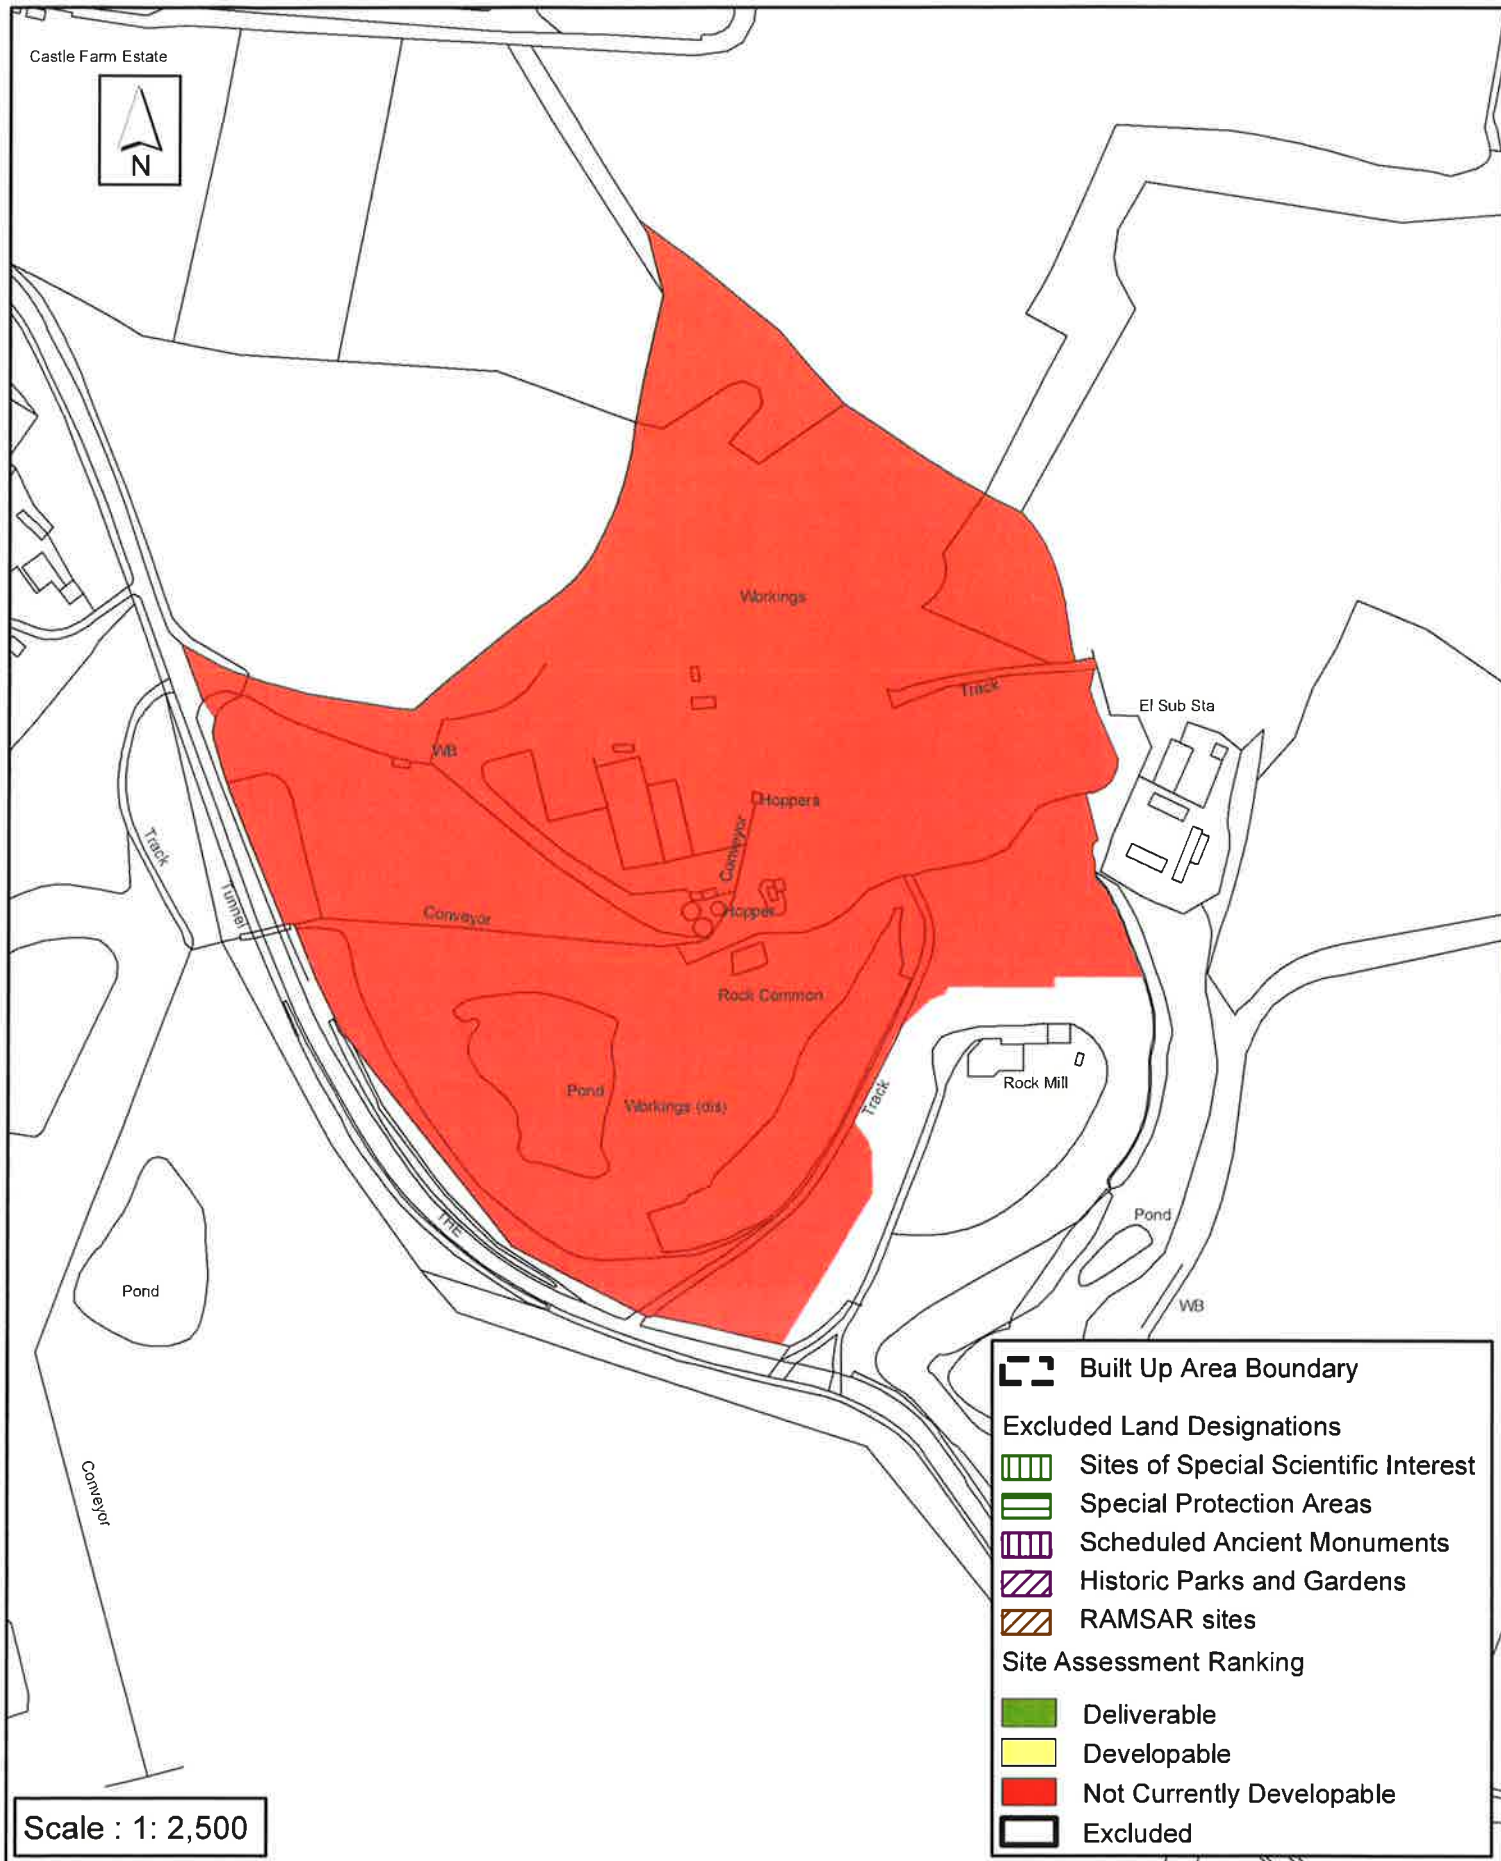 Castle Farm Estate
N
Workings
Track
El Sub Sta
WB
Hoppers
Conveyor
Track
Tunnel
Conveyor
Hopper
Rock Common
Pond
Workings (dis)
Track
Rock Mill
THE
Pond
Pond
WB
Conveyor
Built Up Area Boundary
Excluded Land Designations
Sites of Special Scientific Interest
Special Protection Areas
Scheduled Ancient Monuments
Historic Parks and Gardens
RAMSAR sites
Site Assessment Ranking
Deliverable
Developable
Not Currently Developable
Excluded
Scale : 1: 2,500